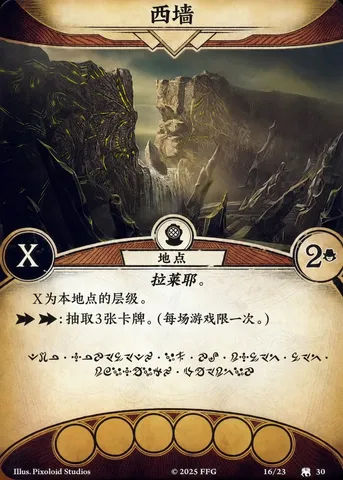 西墙
X
地点
2
拉莱耶。
X为本地点的层级。
:抽取3张卡牌。(每场游戏限一次。)
Illus. Pixoloid Studios
© 2025 FFG
16/23
30